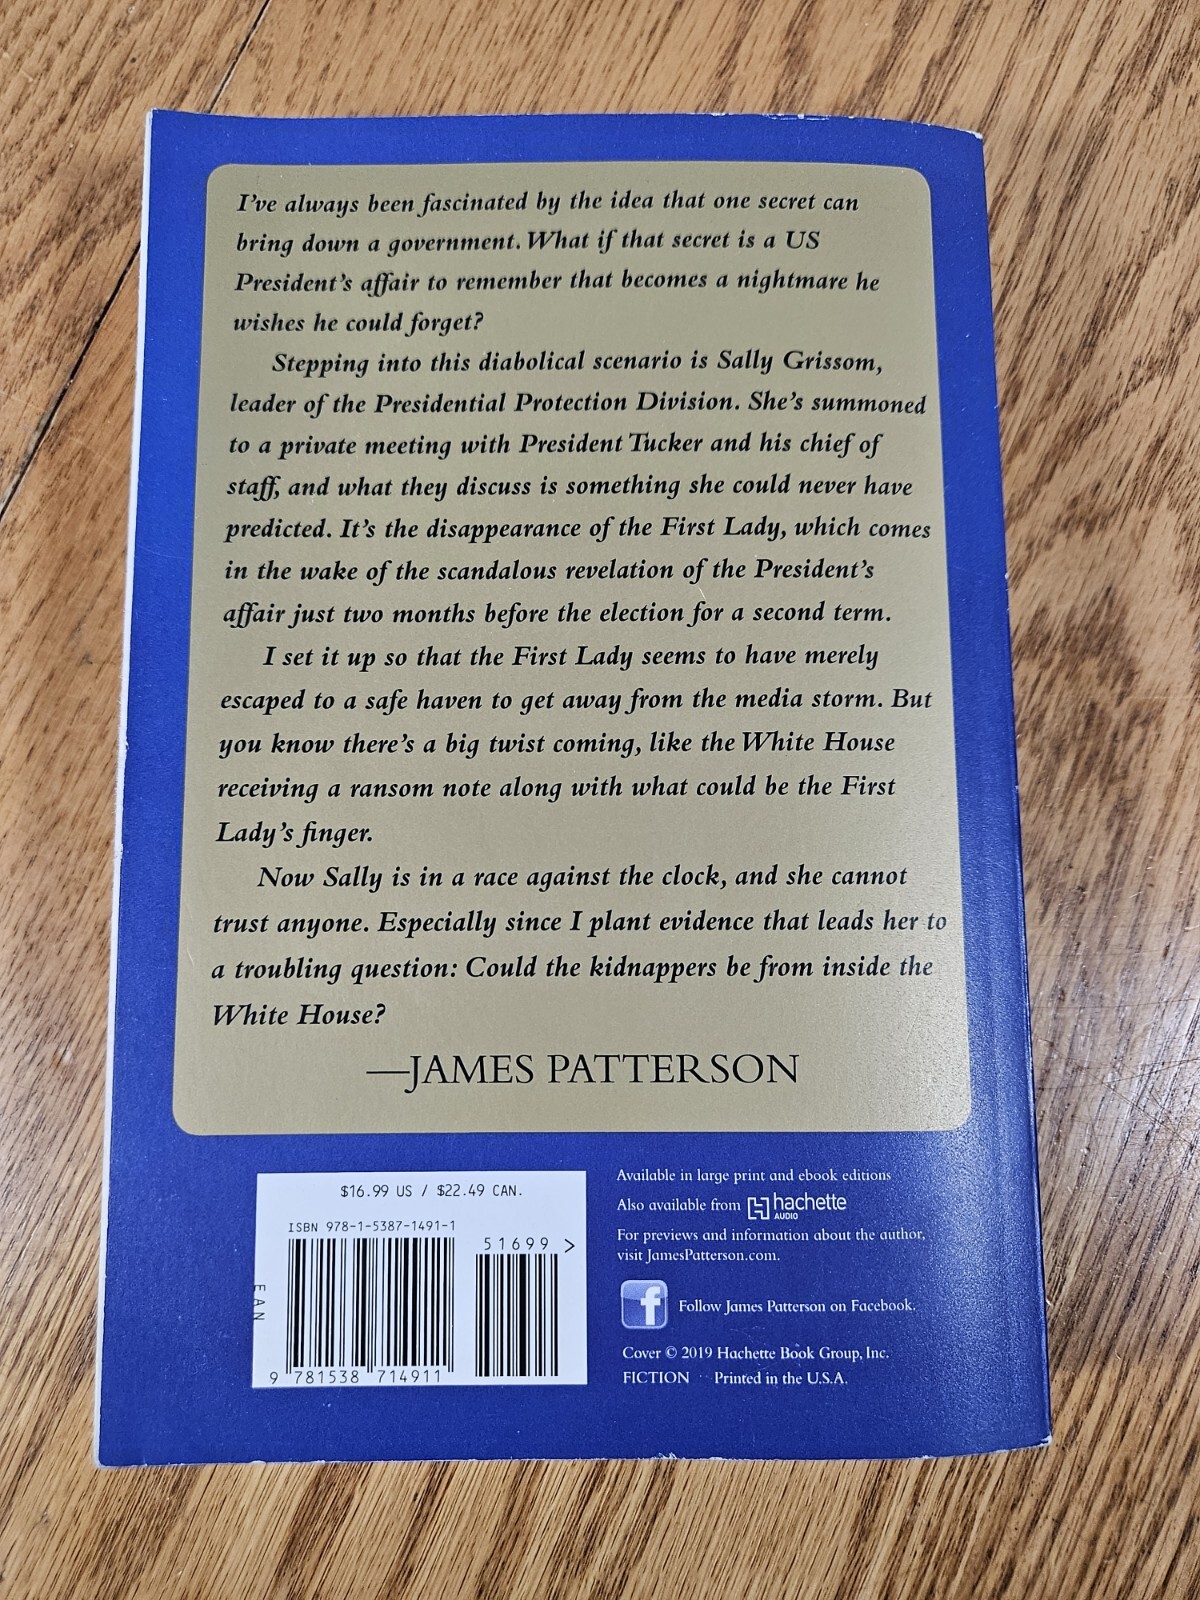 I've always been fascinated by the idea that one secret can
bring down a government. What if that secret is a US
President's affair to remember that becomes a nightmare he
wishes he could forget?
Stepping into this diabolical scenario is Sally Grissom,
leader of the Presidential Protection Division. She's summoned
to a private meeting with President Tucker and his chief of
staff, and what they discuss is something she could never have
predicted. It's the disappearance of the First Lady, which comes
in the wake of the scandalous revelation of the President's
affair just two months before the election for a second term.
I set it up so that the First Lady seems to have merely
escaped to a safe haven to get away from the media storm. But
you know there's a big twist coming, like the White House
receiving a ransom note along with what could be the First
Lady's finger.
Now Sally is in a race against the clock, and she cannot
trust anyone. Especially since I plant evidence that leads her to
a troubling question: Could the kidnappers be from inside the
White House?
—JAMES PATTERSON
$16.99 US / $22.49 CAN.
ISBN 978-1-5387-1491-1
51699 >
EAN
9 781538 714911
Available in large print and ebook editions
Also available from hachette
AUDIO
For previews and information about the author,
visit JamesPatterson.com.
f
Follow James Patterson on Facebook.
Cover © 2019 Hachette Book Group, Inc.
FICTION Printed in the U.S.A.